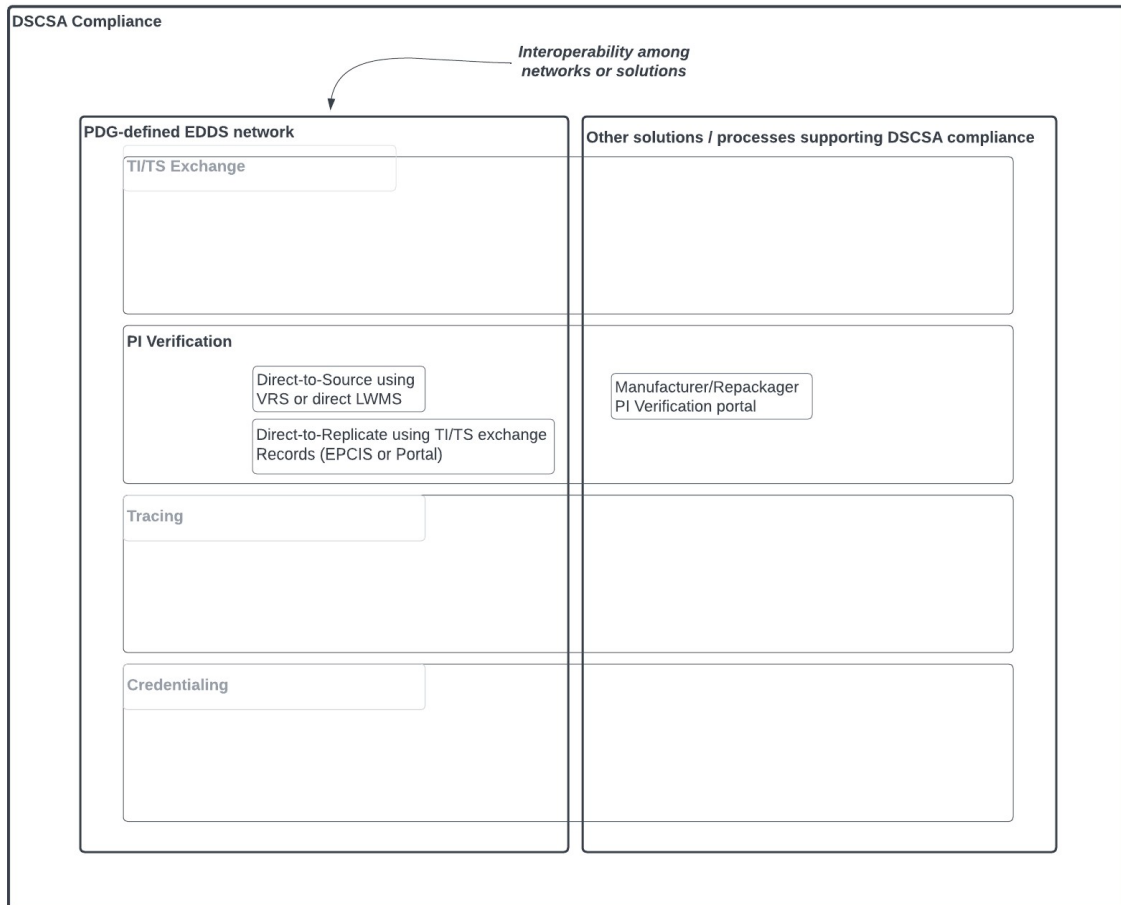 DSCSA Compliance
Interoperability among
networks or solutions
PDG-defined EDDS network
Other solutions / processes supporting DSCSA compliance
TI/TS Exchange
PI Verification
Direct-to-Source using
VRS or direct LWMS
Manufacturer/Repackager
PI Verification portal
Direct-to-Replicate using TI/TS exchange
Records (EPCIS or Portal)
Tracing
Credentialing